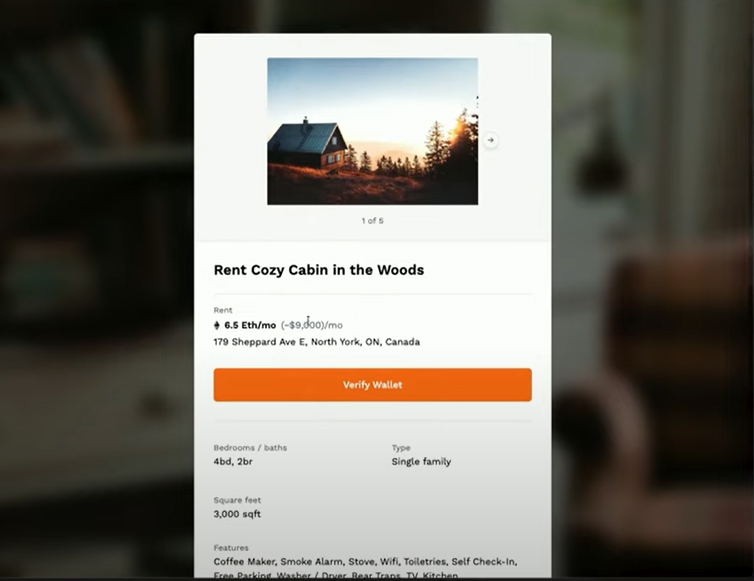 1 of 5
Rent Cozy Cabin in the Woods
Rent
6.5 Eth/mo (~$9,000)/mo
179 Sheppard Ave E, North York, ON, Canada
Verify Wallet
Bedrooms / baths
4bd, 2br
Type
Single family
Square feet
3,000 sqft
Features
Coffee Maker, Smoke Alarm, Stove, Wifi, Toiletries, Self Check-In,
Free Parking, Washer / Dryer, Bear Traps, TV, Kitchen